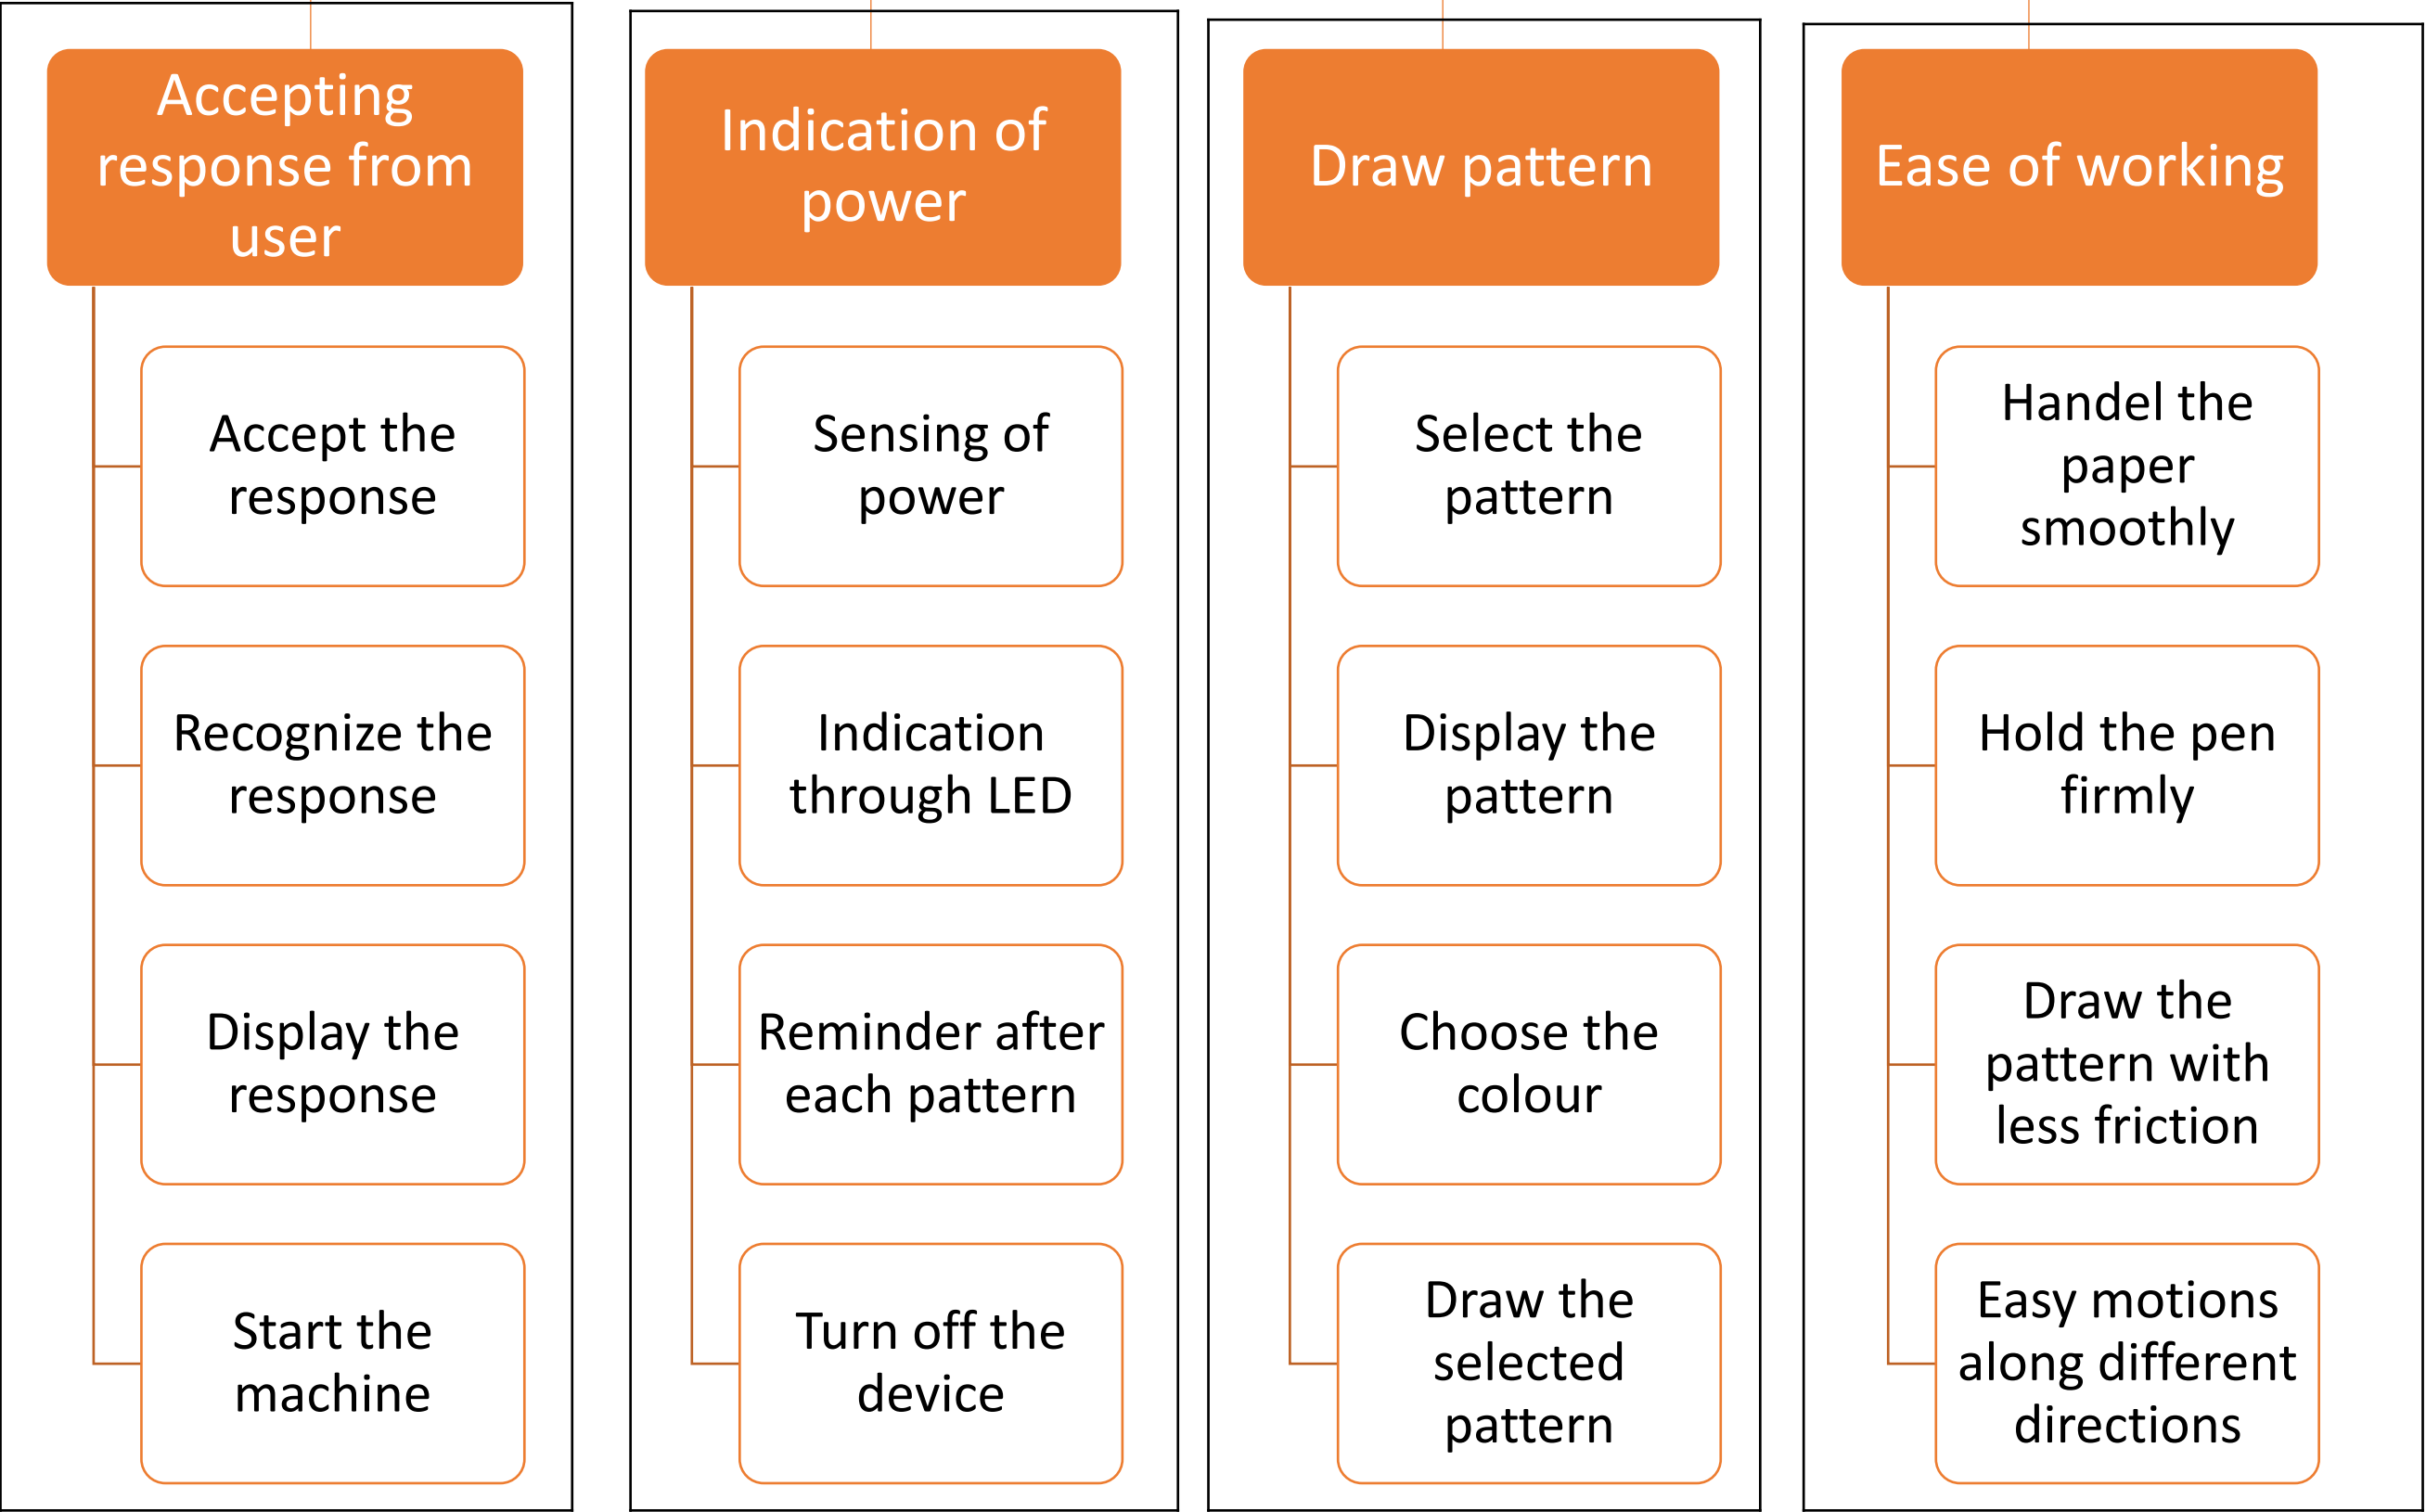 Accepting
response from
user
Accept the
response
Recognize the
response
Display the
response
Start the
machine
Indication of
power
Sensing of
power
Indication
through LED
Reminder after
each pattern
Turn off the
device
Draw pattern
Select the
pattern
Display the
pattern
Choose the
colour
Draw the
selected
pattern
Ease of working
Handel the
paper
smoothly
Hold the pen
firmly
Draw the
pattern with
less friction
Easy motions
along different
directions